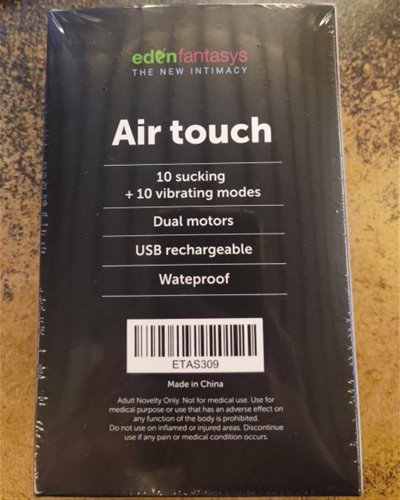 edenfantasys
THE NEW INTIMACY
Air touch
10 sucking
+ 10 vibrating modes
Dual motors
USB rechargeable
Wateproof
ETAS309
Made in China
Adult Novelty Only. Not for medical use. Use for
medical purpose or use that has an adverse effect on
any function of the body is prohibited.
Do not use on inflamed or injured areas. Discontinue
use if any pain or medical condition occurs.